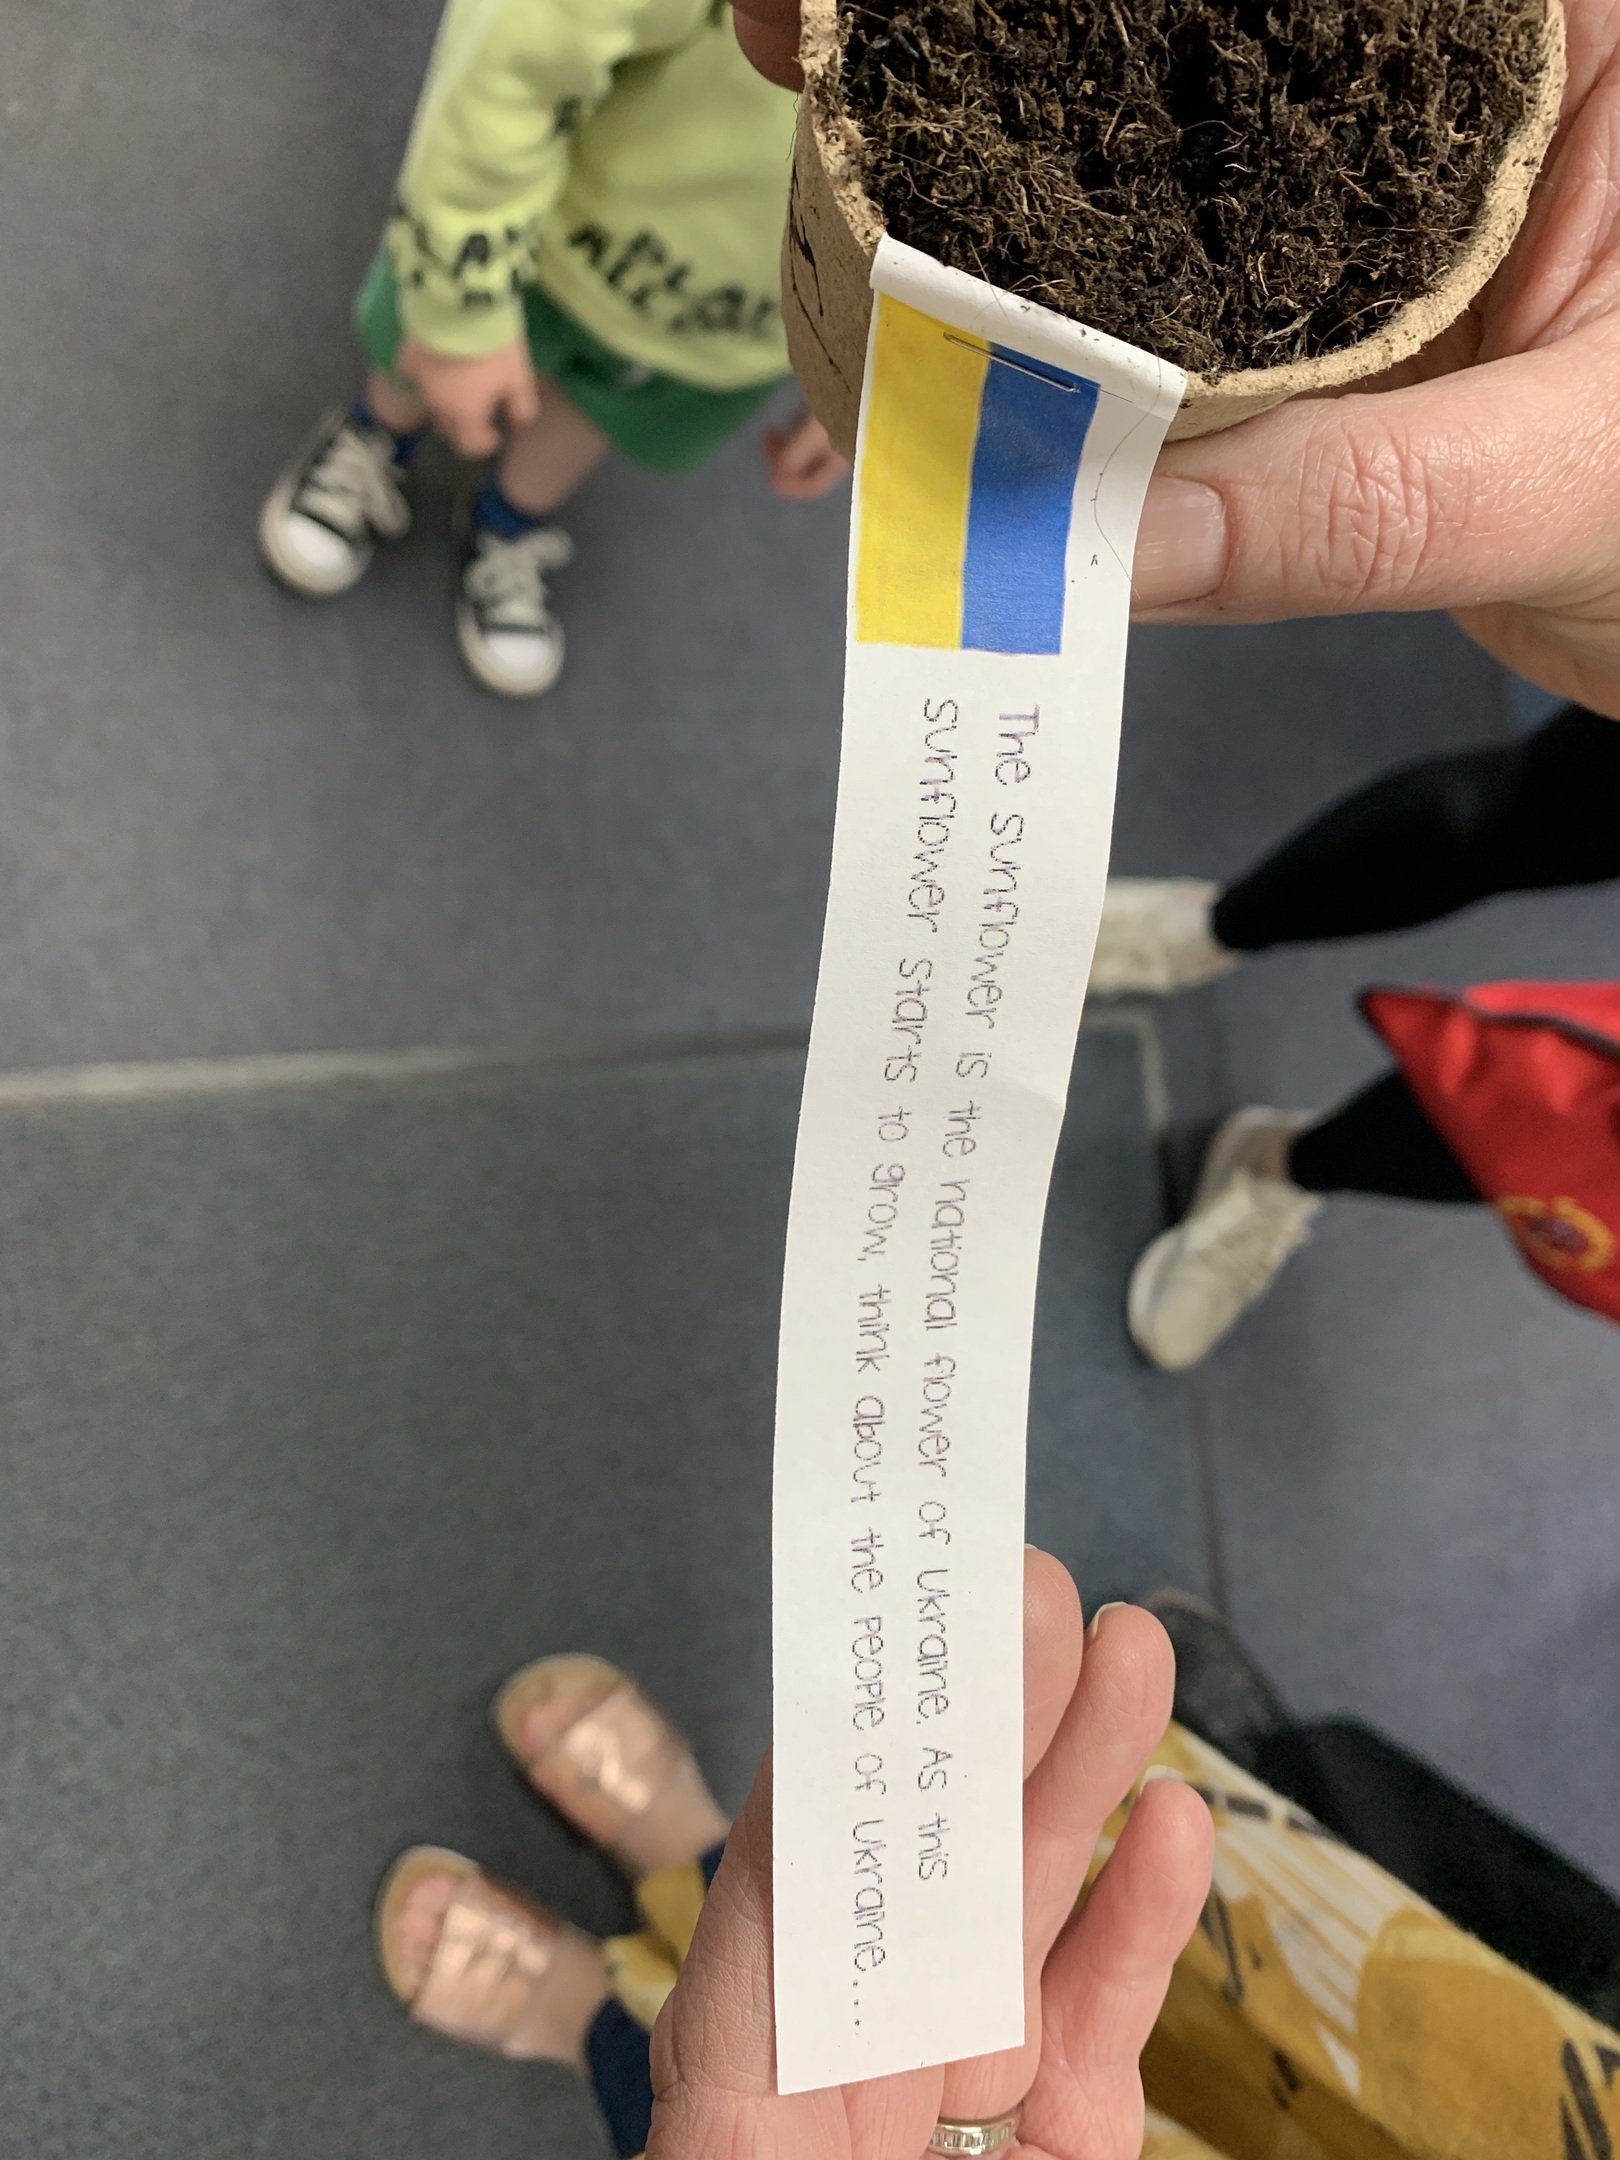 The sunflower is the national flower of Ukraine. As this
sunflower starts to grow, think about the people of Ukraine....